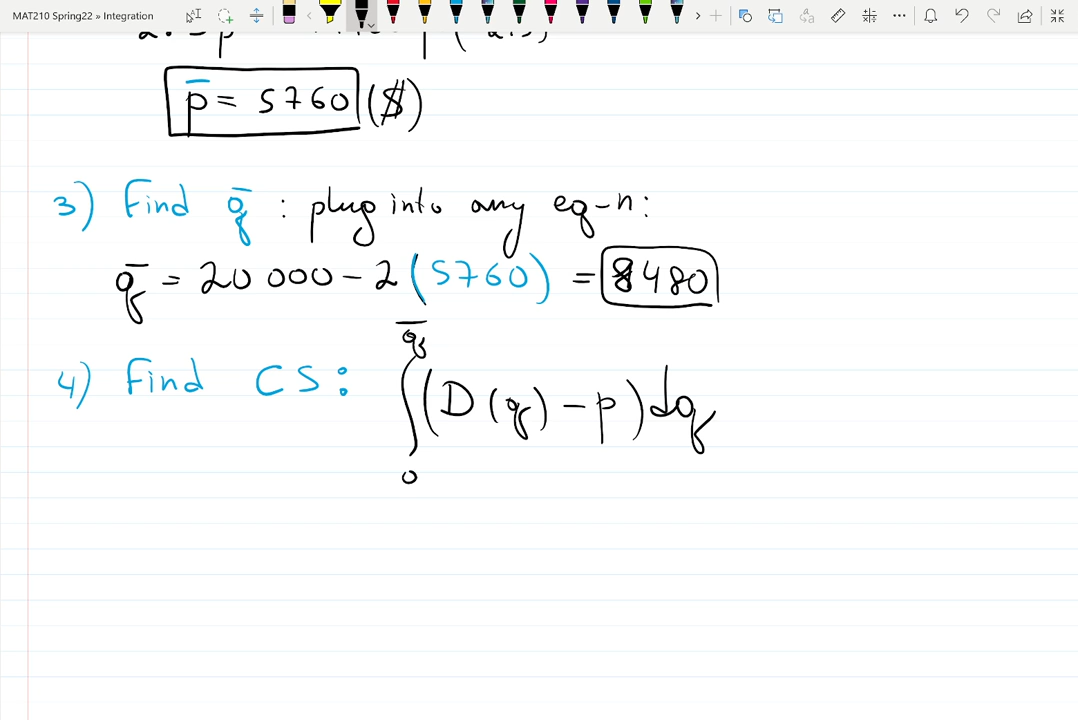 MAT210 Spring22 » Integration
p̄ = 5760 ($)
3) Find q̄ : plug into any eq-n:
q̄ = 20 000 - 2 (5760) = 8480
4) Find CS: ∫₀^q̄ (D(q) - p) dq